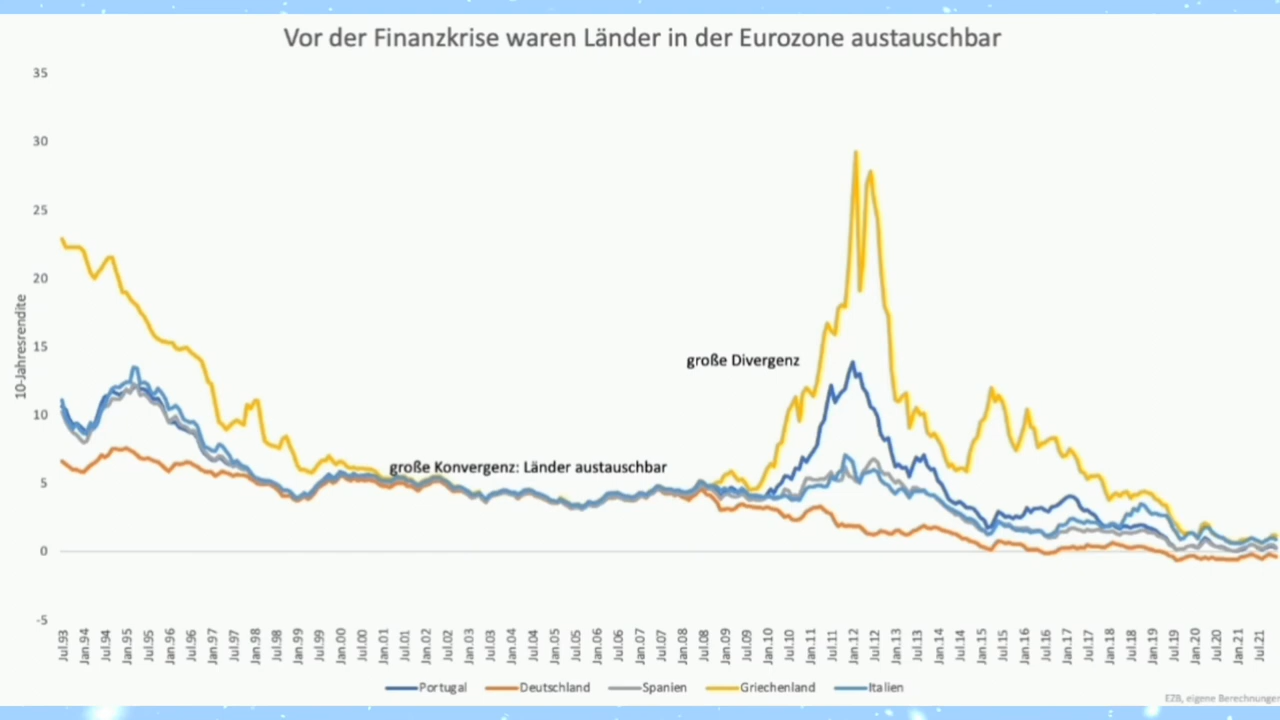 Vor der Finanzkrise waren Länder in der Eurozone austauschbar
35
30
25
20
15
10
5
0
-5
10-Jahresrendite
große Divergenz
große Konvergenz: Länder austauschbar
Jul.93 Jan.94 Jul.94 Jan.95 Jul.95 Jan.96 Jul.96 Jan.97 Jul.97 Jan.98 Jul.98 Jan.99 Jul.99 Jan.00 Jul.00 Jan.01 Jul.01 Jan.02 Jul.02 Jan.03 Jul.03 Jan.04 Jul.04 Jan.05 Jul.05 Jan.06 Jul.06 Jan.07 Jul.07 Jan.08 Jul.08 Jan.09 Jul.09 Jan.10 Jul.10 Jan.11 Jul.11 Jan.12 Jul.12 Jan.13 Jul.13 Jan.14 Jul.14 Jan.15 Jul.15 Jan.16 Jul.16 Jan.17 Jul.17 Jan.18 Jul.18 Jan.19 Jul.19 Jan.20 Jul.20 Jan.21 Jul.21
Portugal Deutschland Spanien Griechenland Italien
EZB, eigene Berechnungen